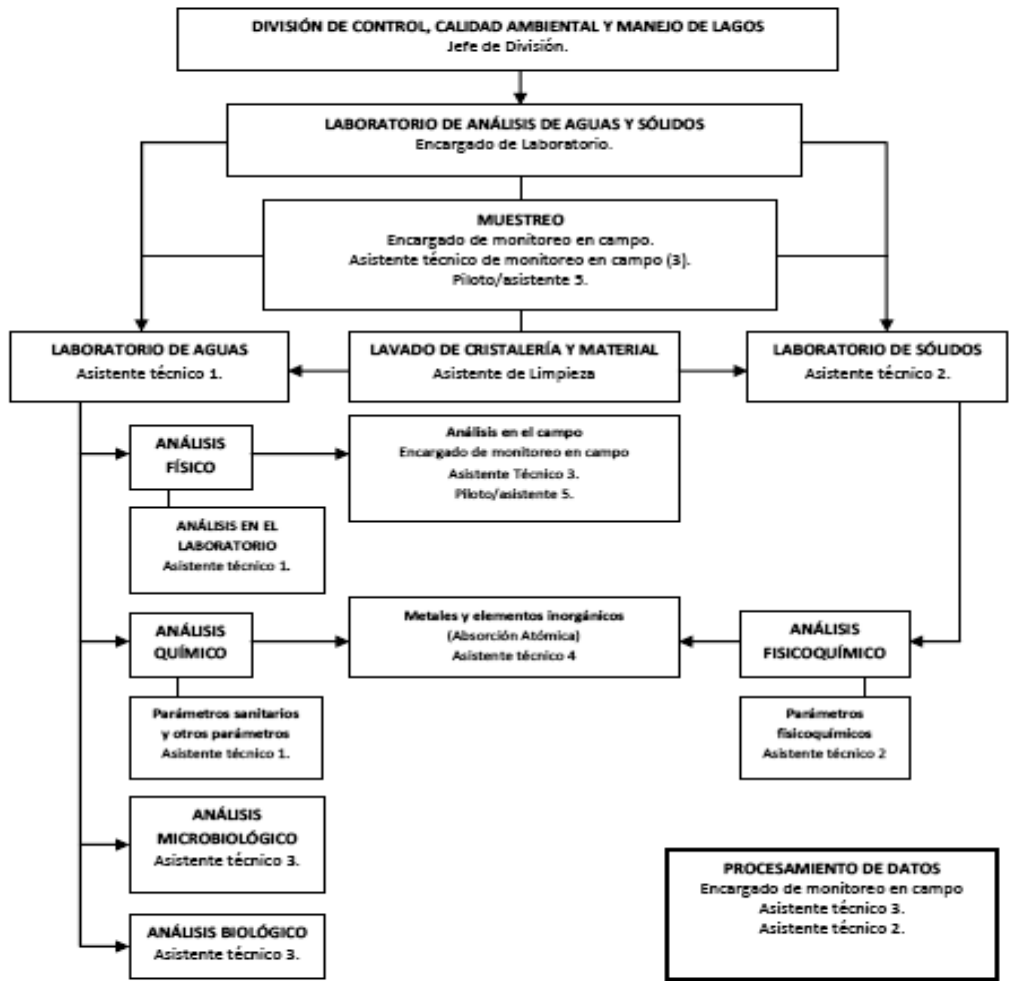 DIVISIÓN DE CONTROL, CALIDAD AMBIENTAL Y MANEJO DE LAGOS
Jefe de División.
LABORATORIO DE ANÁLISIS DE AGUAS Y SÓLIDOS
Encargado de Laboratorio.
MUESTREO
Encargado de monitoreo en campo.
Asistente técnico de monitoreo en campo (3).
Piloto/asistente 5.
LABORATORIO DE AGUAS
Asistente técnico 1.
LAVADO DE CRISTALERÍA Y MATERIAL
Asistente de Limpieza
LABORATORIO DE SÓLIDOS
Asistente técnico 2.
ANÁLISIS
FÍSICO
Análisis en el campo
Encargado de monitoreo en campo
Asistente Técnico 3.
Piloto/asistente 5.
ANÁLISIS EN EL
LABORATORIO
Asistente técnico 1.
ANÁLISIS
QUÍMICO
Metales y elementos inorgánicos
(Absorción Atómica)
Asistente técnico 4
ANÁLISIS
FISICOQUÍMICO
Parámetros sanitarios
y otros parámetros
Asistente técnico 1.
Parámetros
fisicoquímicos
Asistente técnico 2
ANÁLISIS
MICROBIOLÓGICO
Asistente técnico 3.
PROCESAMIENTO DE DATOS
Encargado de monitoreo en campo
Asistente técnico 3.
Asistente técnico 2.
ANÁLISIS BIOLÓGICO
Asistente técnico 3.